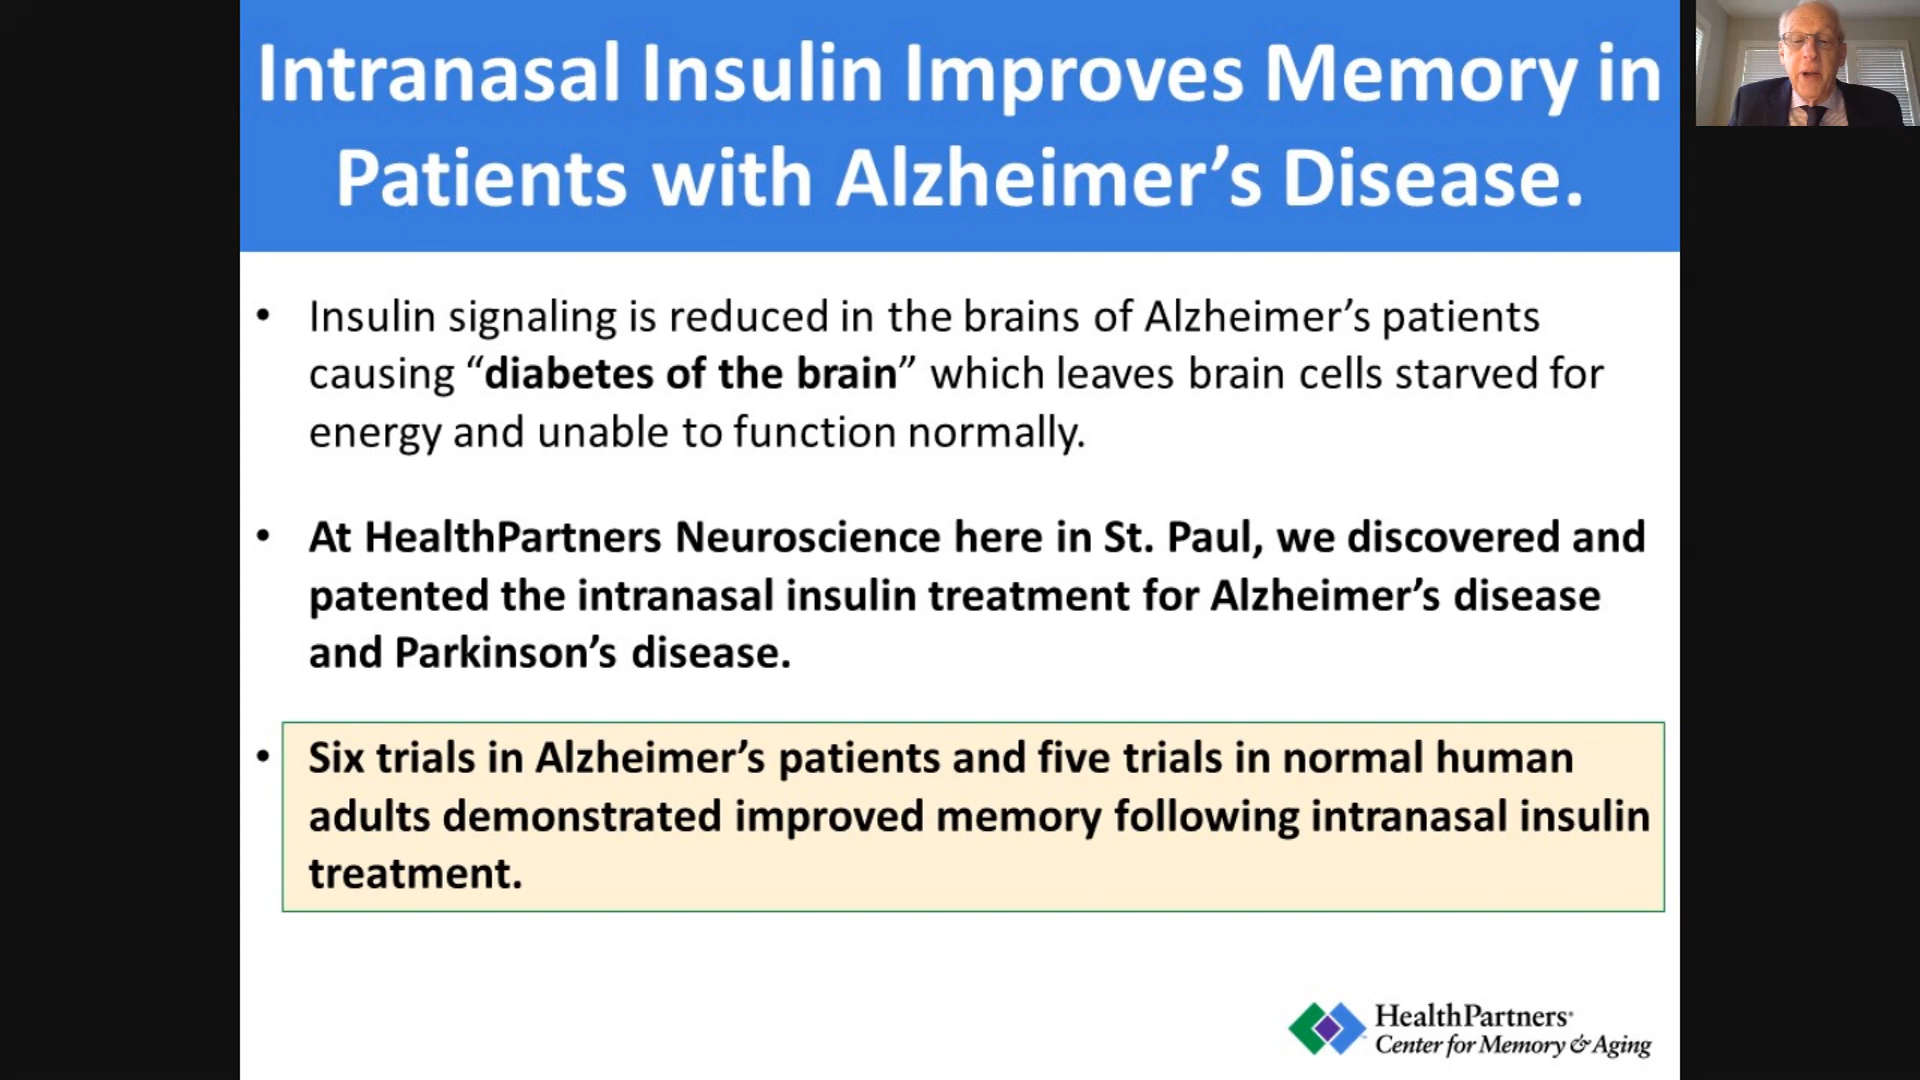 Intranasal Insulin Improves Memory in
Patients with Alzheimer’s Disease.
• Insulin signaling is reduced in the brains of Alzheimer’s patients
causing “diabetes of the brain” which leaves brain cells starved for
energy and unable to function normally.
• At HealthPartners Neuroscience here in St. Paul, we discovered and
patented the intranasal insulin treatment for Alzheimer’s disease
and Parkinson’s disease.
• Six trials in Alzheimer’s patients and five trials in normal human
adults demonstrated improved memory following intranasal insulin
treatment.
HealthPartners®
Center for Memory & Aging